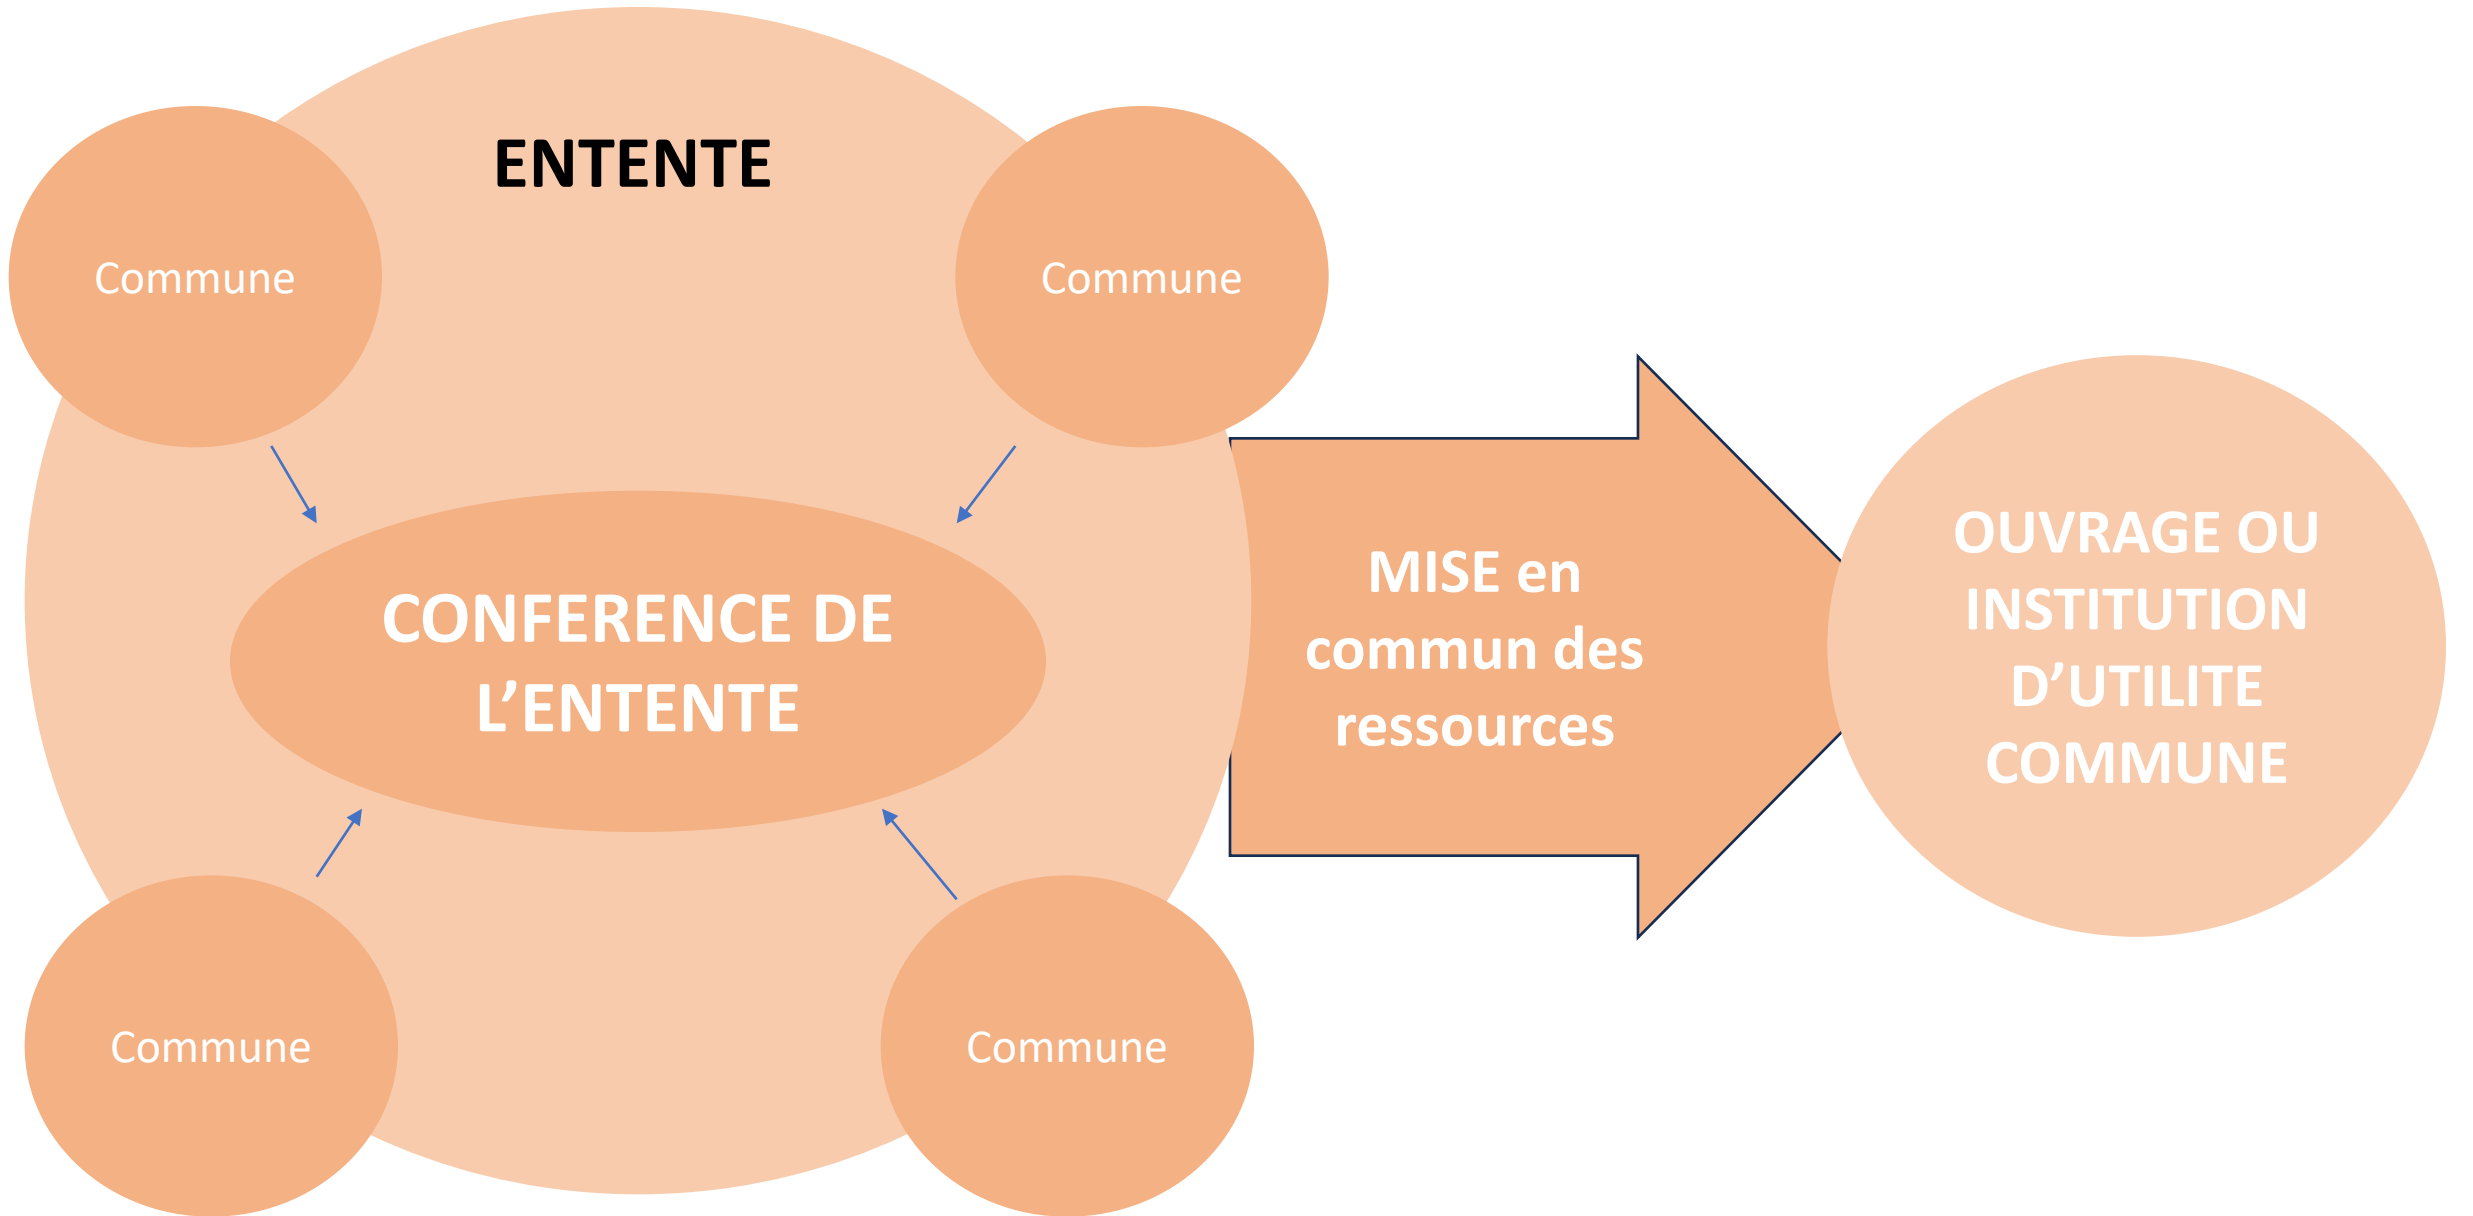 ENTENTE
Commune
Commune
CONFERENCE DE
L’ENTENTE
Commune
Commune
MISE en
commun des
ressources
OUVRAGE OU
INSTITUTION
D’UTILITE
COMMUNE